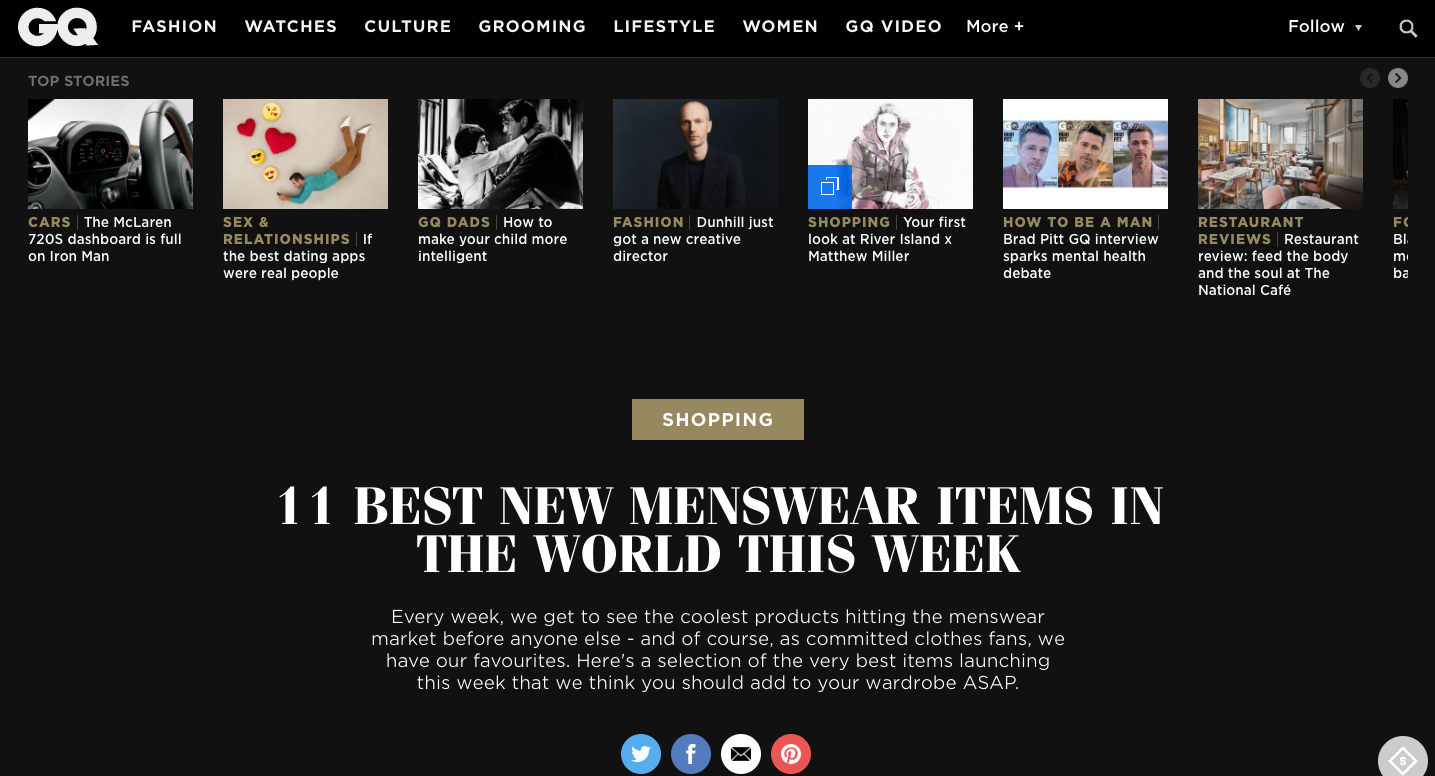 GQ
FASHION WATCHES CULTURE GROOMING LIFESTYLE WOMEN GQ VIDEO More + Follow
TOP STORIES
CARS | The McLaren
720S dashboard is full
on Iron Man
SEX &
RELATIONSHIPS | If
the best dating apps
were real people
GQ DADS | How to
make your child more
intelligent
FASHION | Dunhill just
got a new creative
director
SHOPPING | Your first
look at River Island x
Matthew Miller
HOW TO BE A MAN |
Brad Pitt GQ interview
sparks mental health
debate
RESTAURANT
REVIEWS | Restaurant
review: feed the body
and the soul at The
National Café
SHOPPING
11 BEST NEW MENSWEAR ITEMS IN
THE WORLD THIS WEEK
Every week, we get to see the coolest products hitting the menswear
market before anyone else - and of course, as committed clothes fans, we
have our favourites. Here's a selection of the very best items launching
this week that we think you should add to your wardrobe ASAP.